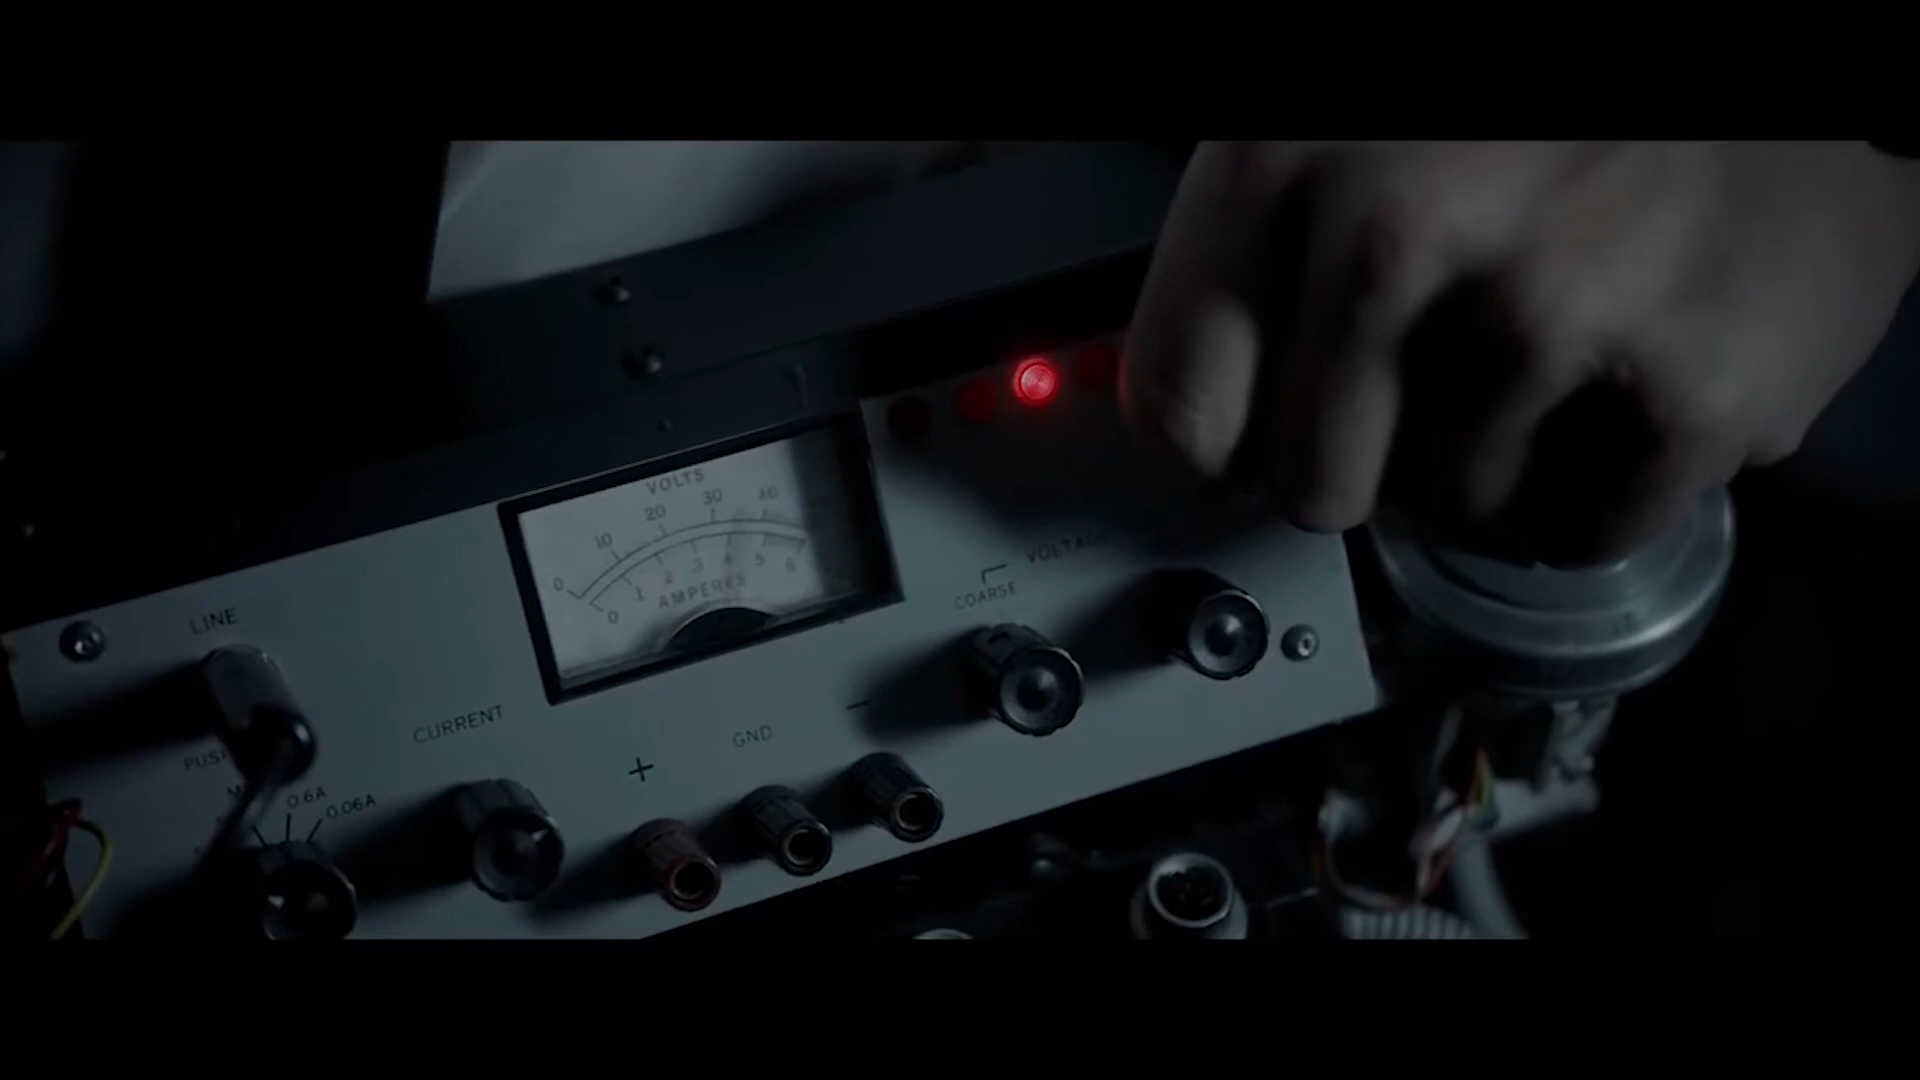 VOLTS
0 10 20 30 40
0 1 2 3 4 5 6
AMPERES
VOLTAGE
COARSE
LINE
CURRENT
+
GND
−
0.6A
0.06A